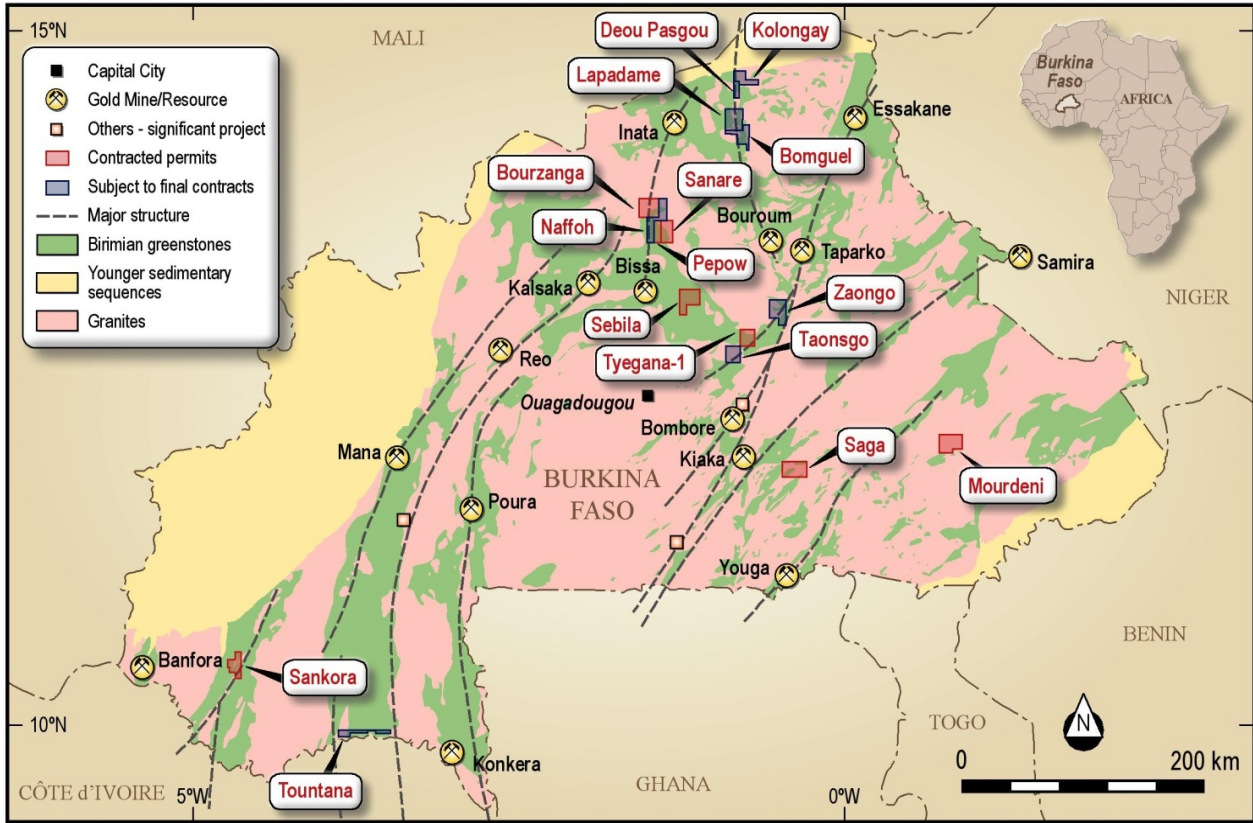 15ºN
MALI
Deou Pasgou
Kolongay
Lapadame
Capital City
Gold Mine/Resource
Others - significant project
Contracted permits
Subject to final contracts
Major structure
Birimian greenstones
Younger sedimentary
sequences
Granites
Burkina
Faso
AFRICA
Essakane
Inata
Bomguel
Bourzanga
Sanare
Bouroum
Naffoh
Pepow
Taparko
Samira
Bissa
Kalsaka
Zaongo
NIGER
Sebila
Taonsgo
Tyegana-1
Reo
Ouagadougou
Bombore
Mana
Kiaka
Saga
BURKINA
FASO
Mourdeni
Poura
Youga
BENIN
Banfora
Sankora
10ºN
TOGO
N
0
200 km
Konkera
Tountana
CÔTE d'IVOIRE
5ºW
GHANA
0ºW